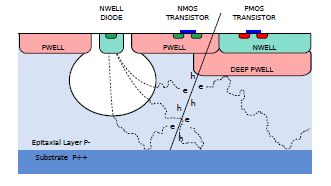 NWELL
DIODE
NMOS
TRANSISTOR
PMOS
TRANSISTOR
PWELL
PWELL
NWELL
DEEP PWELL
h
e
e
h
h
e
e
h
Epitaxial Layer P-
Substrate P++